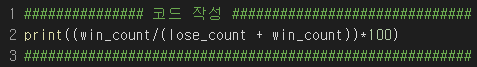 1 ############### 코드 작성 ##############################
2 print((win_count/(lose_count + win_count))*100)
3 ########################################################